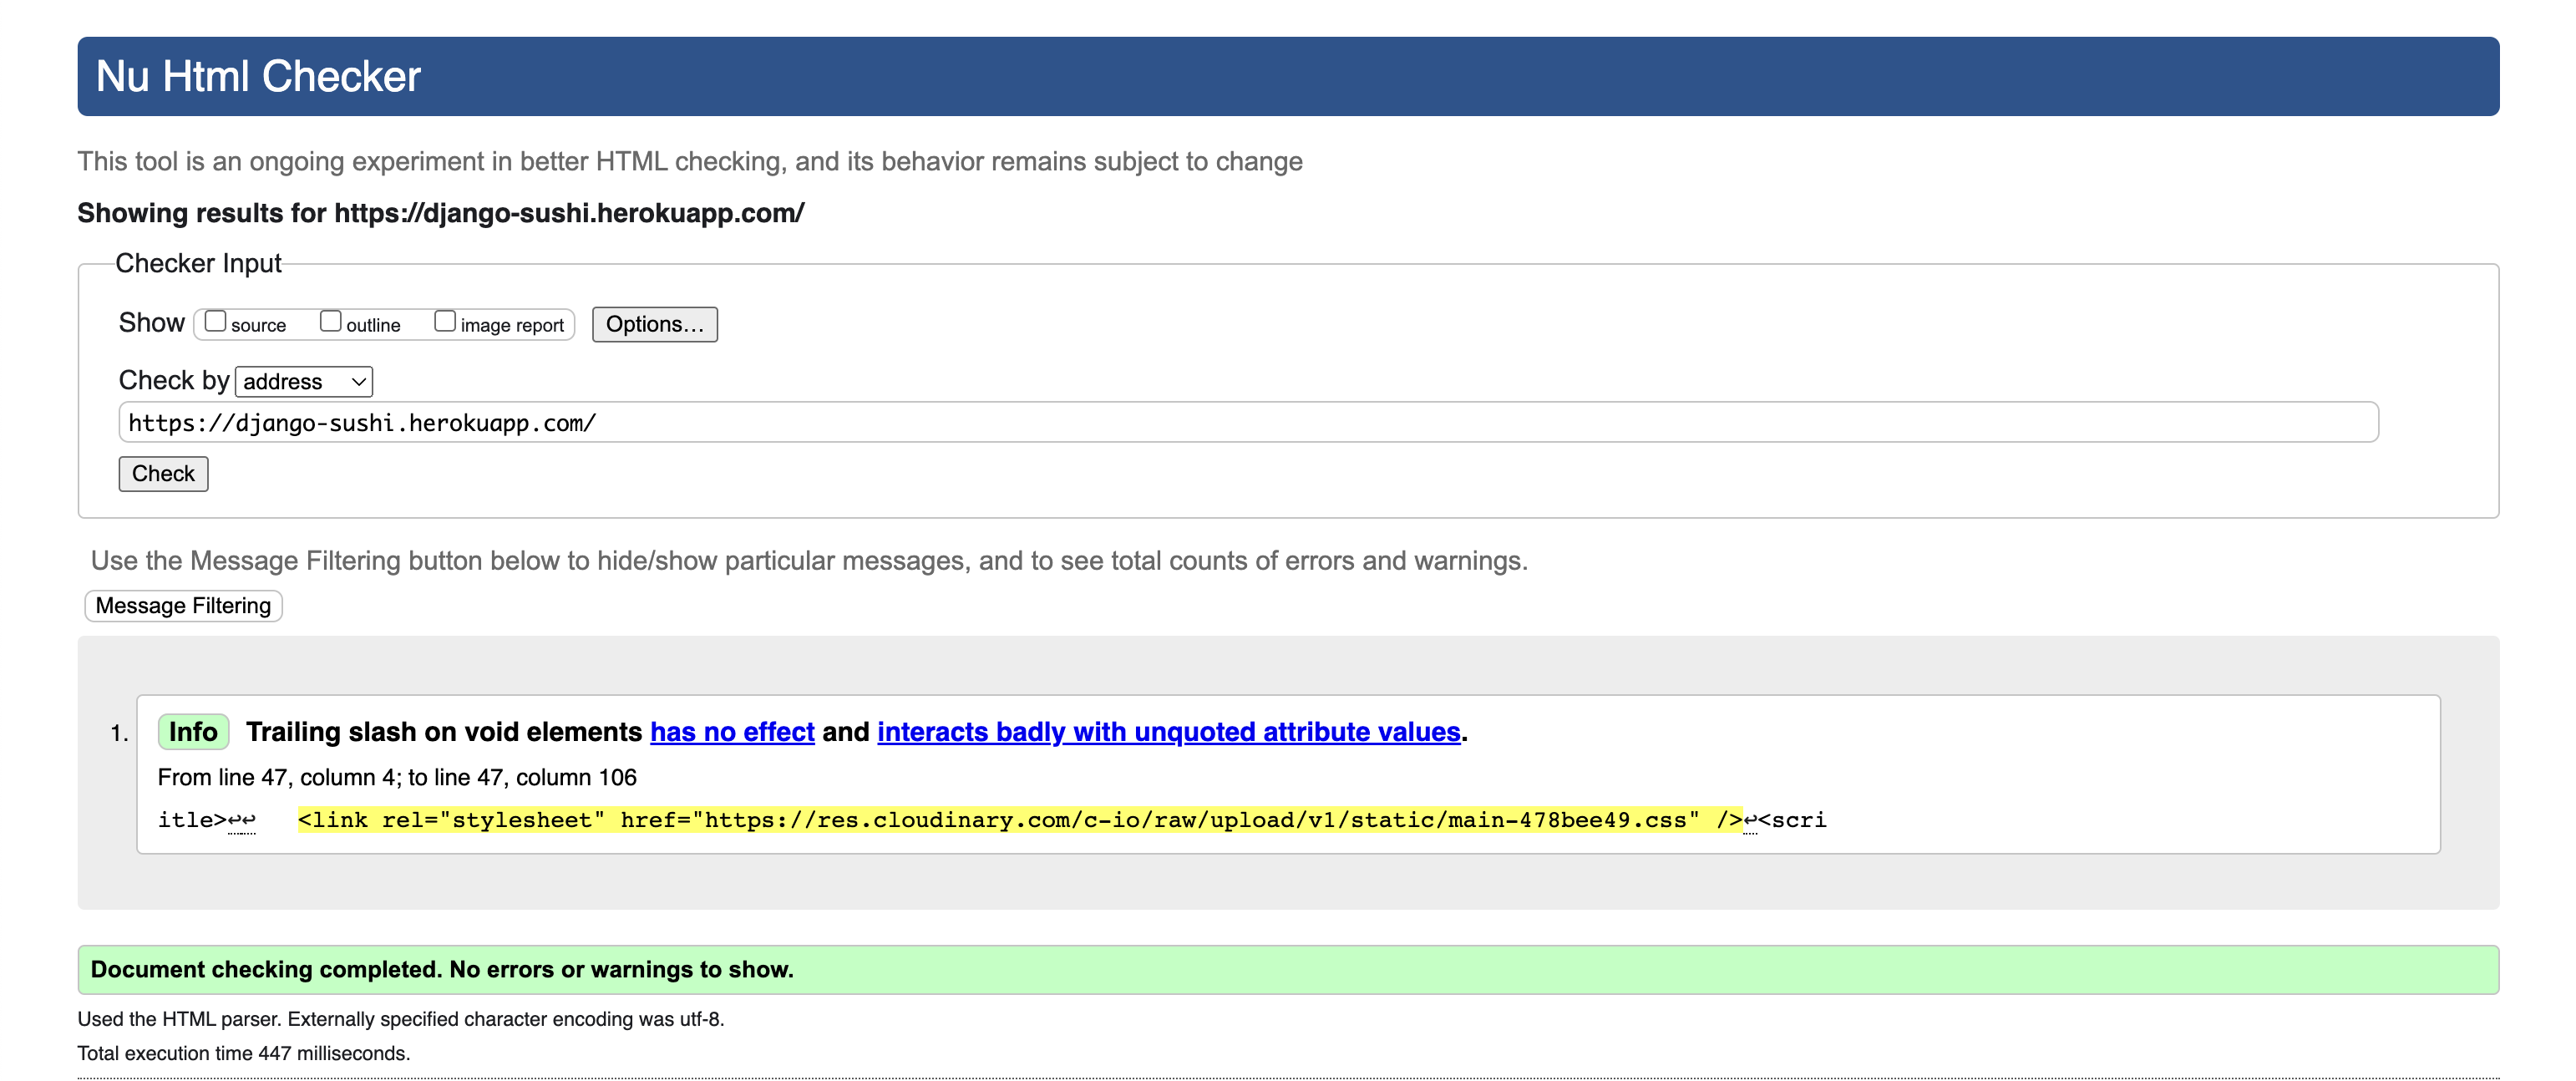 Nu Html Checker
This tool is an ongoing experiment in better HTML checking, and its behavior remains subject to change
Showing results for https://django-sushi.herokuapp.com/
Checker Input
Show source outline image report Options…
Check by address
https://django-sushi.herokuapp.com/
Check
Use the Message Filtering button below to hide/show particular messages, and to see total counts of errors and warnings.
Message Filtering
1. Info Trailing slash on void elements has no effect and interacts badly with unquoted attribute values.
From line 47, column 4; to line 47, column 106
itle>↩↩ <link rel="stylesheet" href="https://res.cloudinary.com/c-io/raw/upload/v1/static/main-478bee49.css" />↩<scri
Document checking completed. No errors or warnings to show.
Used the HTML parser. Externally specified character encoding was utf-8.
Total execution time 447 milliseconds.